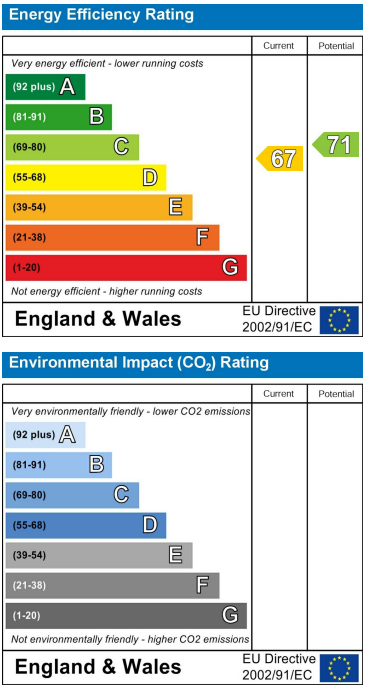 Energy Efficiency Rating
Current Potential
Very energy efficient - lower running costs
(92 plus) A
(81-91) B
(69-80) C
(55-68) D
(39-54) E
(21-38) F
(1-20) G
67
71
Not energy efficient - higher running costs
England & Wales
EU Directive
2002/91/EC
Environmental Impact (CO₂) Rating
Current Potential
Very environmentally friendly - lower CO2 emissions
(92 plus) A
(81-91) B
(69-80) C
(55-68) D
(39-54) E
(21-38) F
(1-20) G
Not environmentally friendly - higher CO2 emissions
England & Wales
EU Directive
2002/91/EC